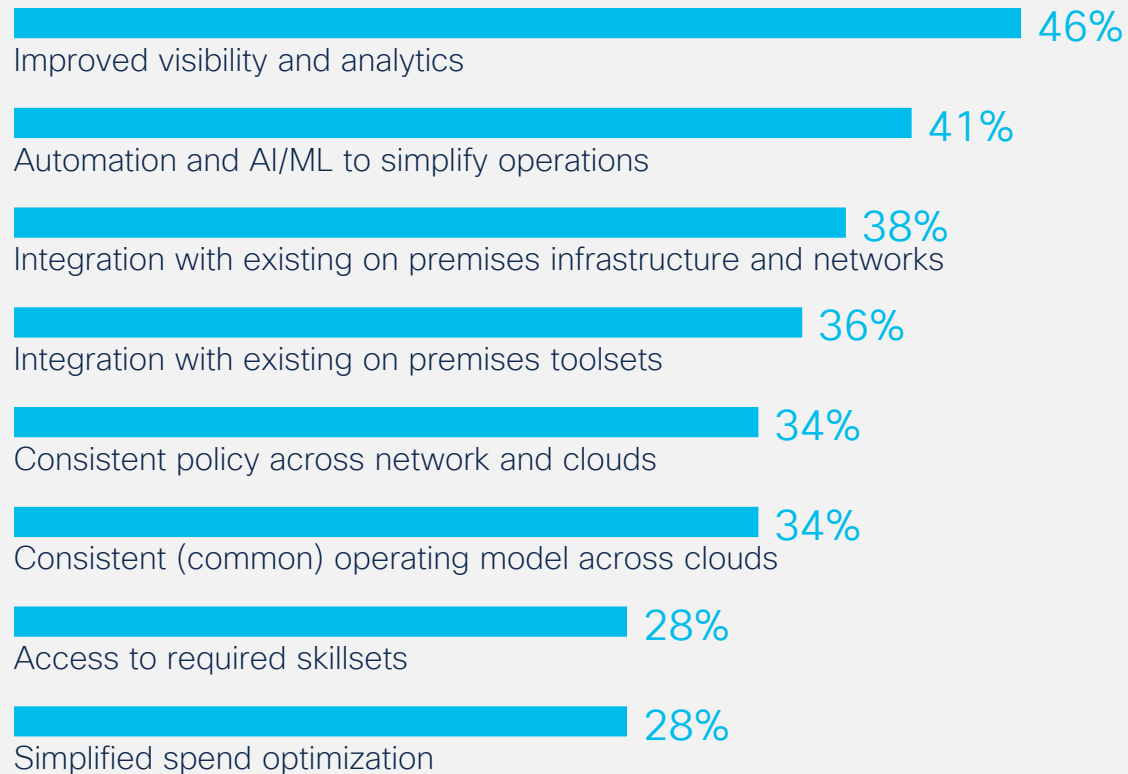 46%
Improved visibility and analytics
41%
Automation and AI/ML to simplify operations
38%
Integration with existing on premises infrastructure and networks
36%
Integration with existing on premises toolsets
34%
Consistent policy across network and clouds
34%
Consistent (common) operating model across clouds
28%
Access to required skillsets
28%
Simplified spend optimization